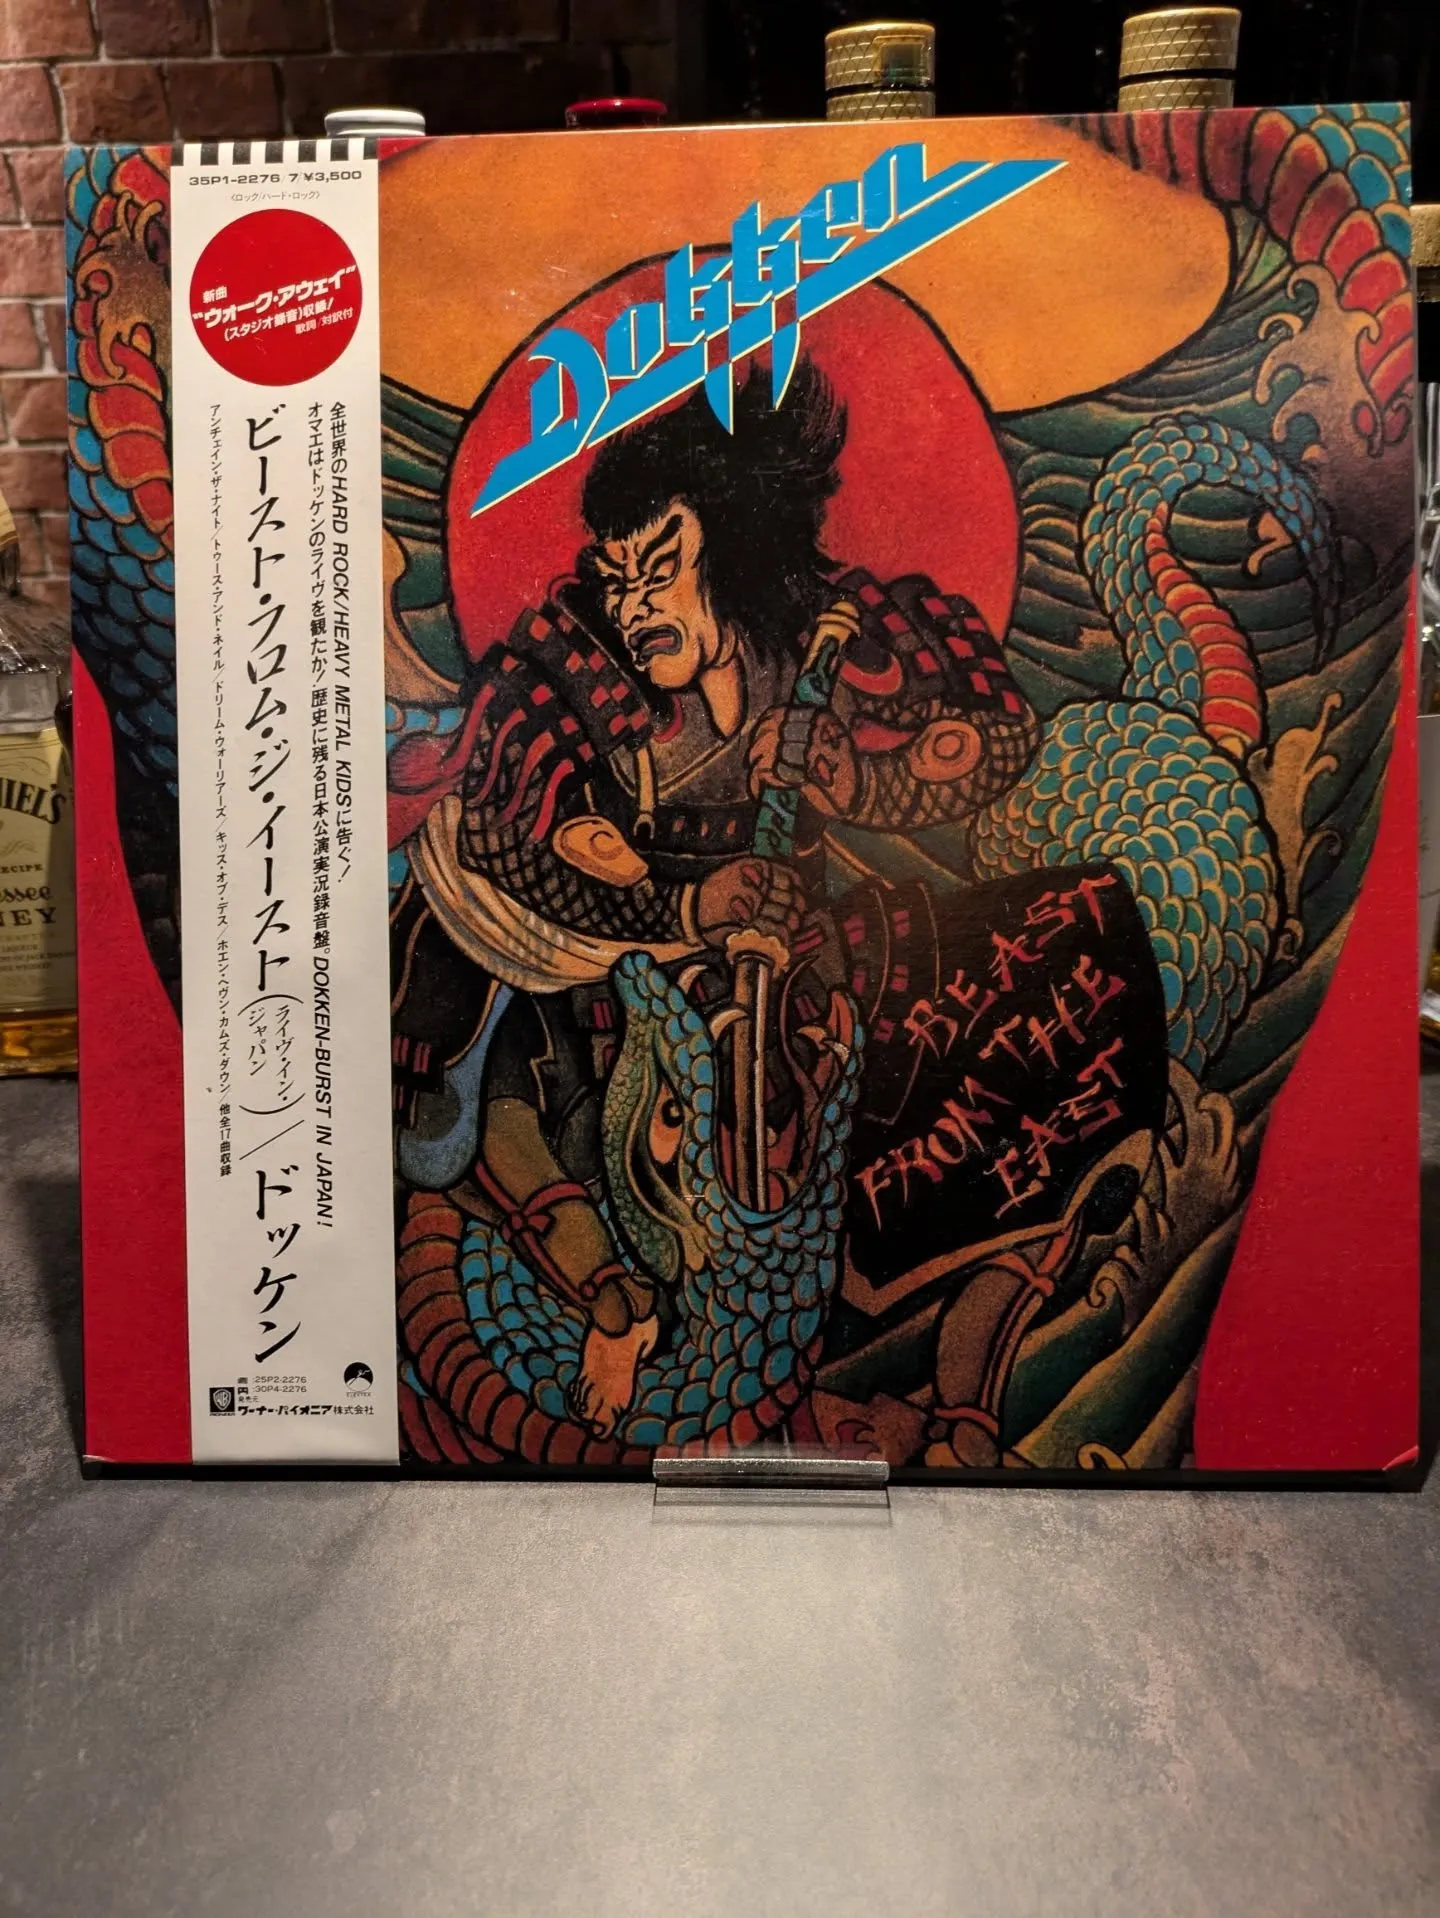 35P1-2276/7/¥3,500
〈ロック/ハード・ロック〉
新曲
"ウォーク・アウェイ"
(スタジオ録音)収録!
歌詞/対訳付
全世界のHARD ROCK/HEAVY METAL KIDSに告ぐ!
オマエはドッケンのライヴを観たか!歴史に残る日本公演実況録音盤。DOKKEN-BURST IN JAPAN!
ビースト・フロム・ジ・イースト(ライヴ・イン・ジャパン)/ドッケン
アンチェイン・ザ・ナイト/トゥース・アンド・ネイル/ドリーム・ウォーリアーズ/キッス・オブ・デス/ホエン・ヘヴン・カムズ・ダウン/他全17曲収録
:25P2-2276
:30P4-2276
発売元
ワーナー・パイオニア株式会社
Dokken
BEAST
FROM THE
EAST
NIEL'S
RECIPE
NEY